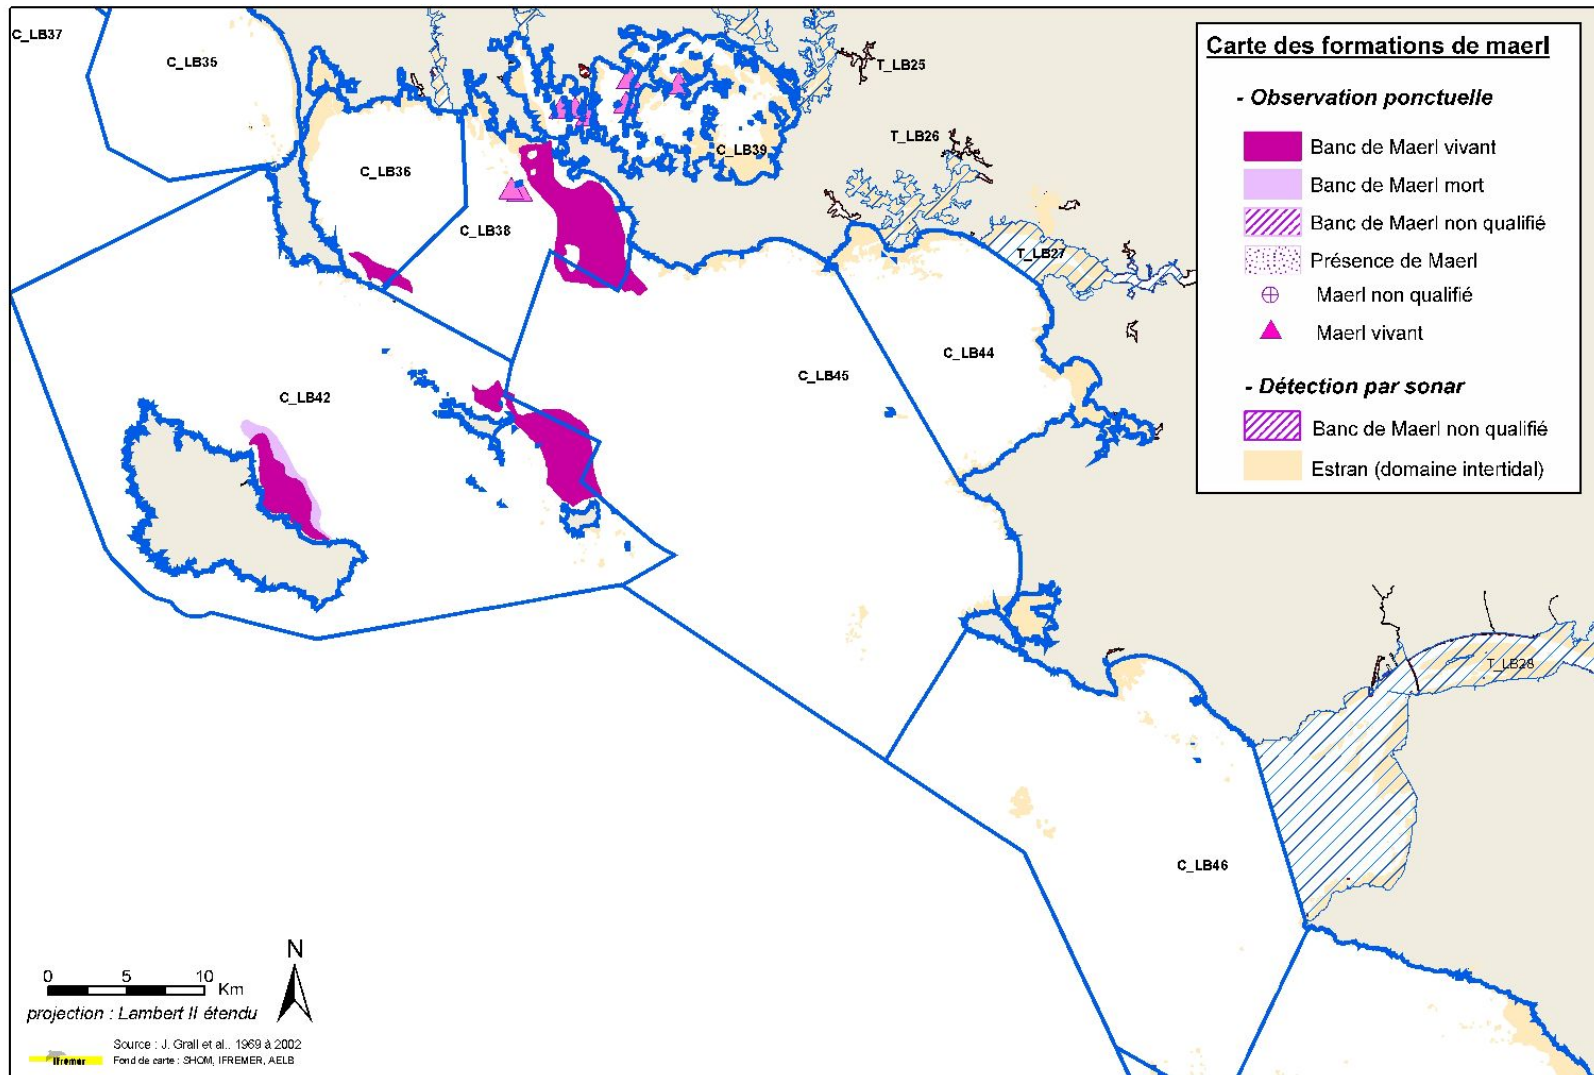 C_LB37
C_LB35
T_LB25
T_LB26
C_LB39
C_LB36
C_LB38
T_LB27
C_LB44
C_LB45
C_LB42
T_LB28
C_LB46
Carte des formations de maerl
- Observation ponctuelle
Banc de Maerl vivant
Banc de Maerl mort
Banc de Maerl non qualifié
Présence de Maerl
Maerl non qualifié
Maerl vivant
- Détection par sonar
Banc de Maerl non qualifié
Estran (domaine intertidal)
N
0 5 10
Km
projection : Lambert II étendu
Source : J. Grall et al.. 1969 à 2002
Fond de carte : SHOM, IFREMER, AELB
Ifremer